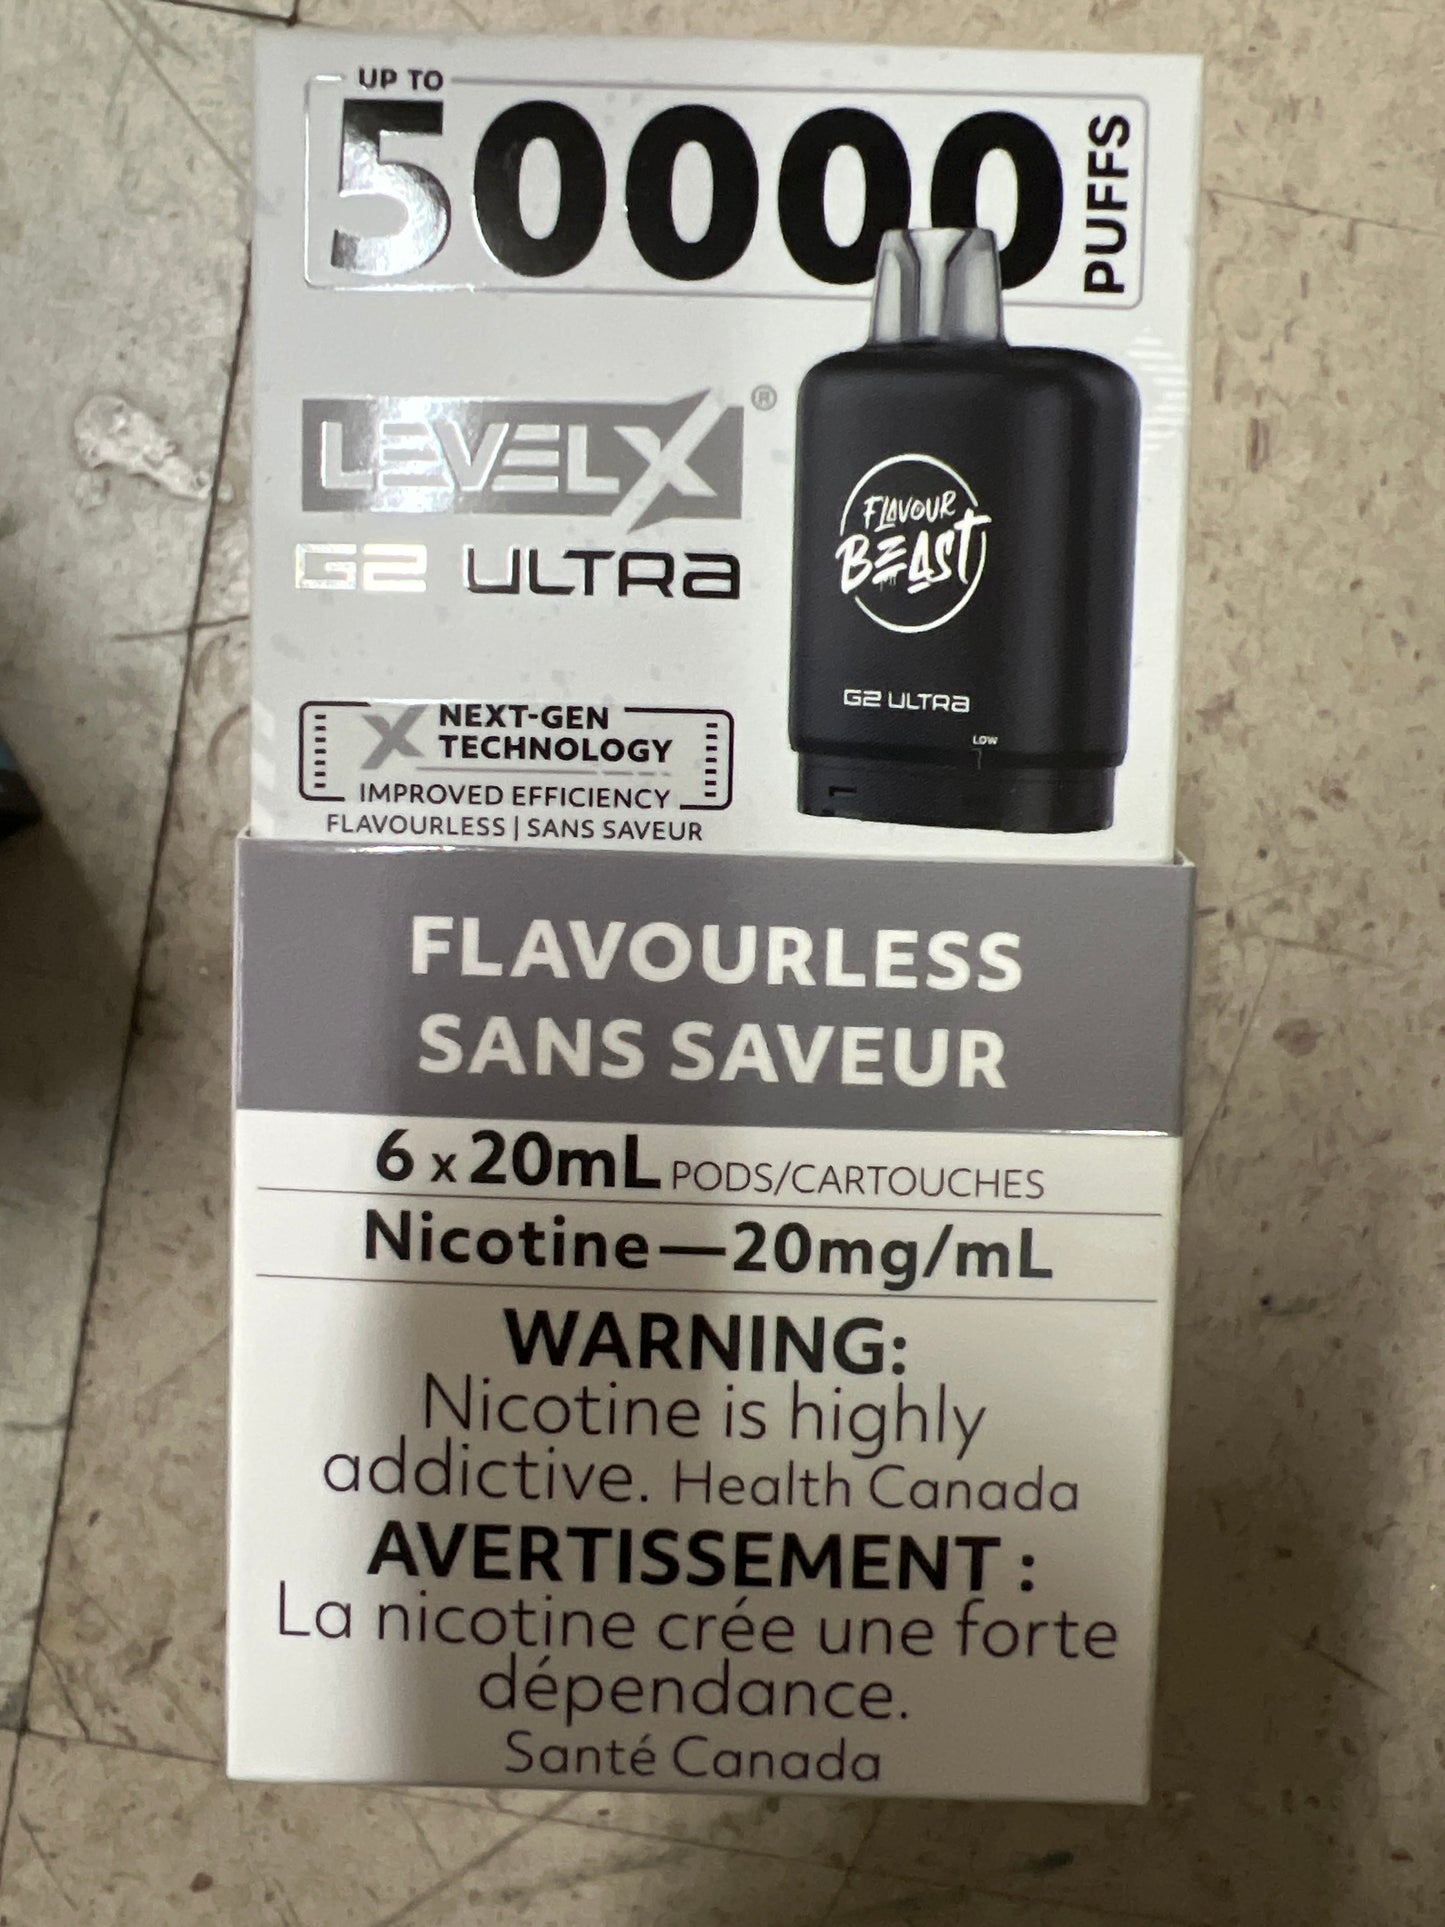 UP TO
50000
PUFFS
LEVELX®
G2 ULTRA
NEXT-GEN
TECHNOLOGY
IMPROVED EFFICIENCY
FLAVOURLESS | SANS SAVEUR
FLAVOUR
BEAST
G2 ULTRA
LOW
FLAVOURLESS
SANS SAVEUR
6 x 20mL PODS/CARTOUCHES
Nicotine—20mg/mL
WARNING:
Nicotine is highly
addictive. Health Canada
AVERTISSEMENT :
La nicotine crée une forte
dépendance.
Santé Canada